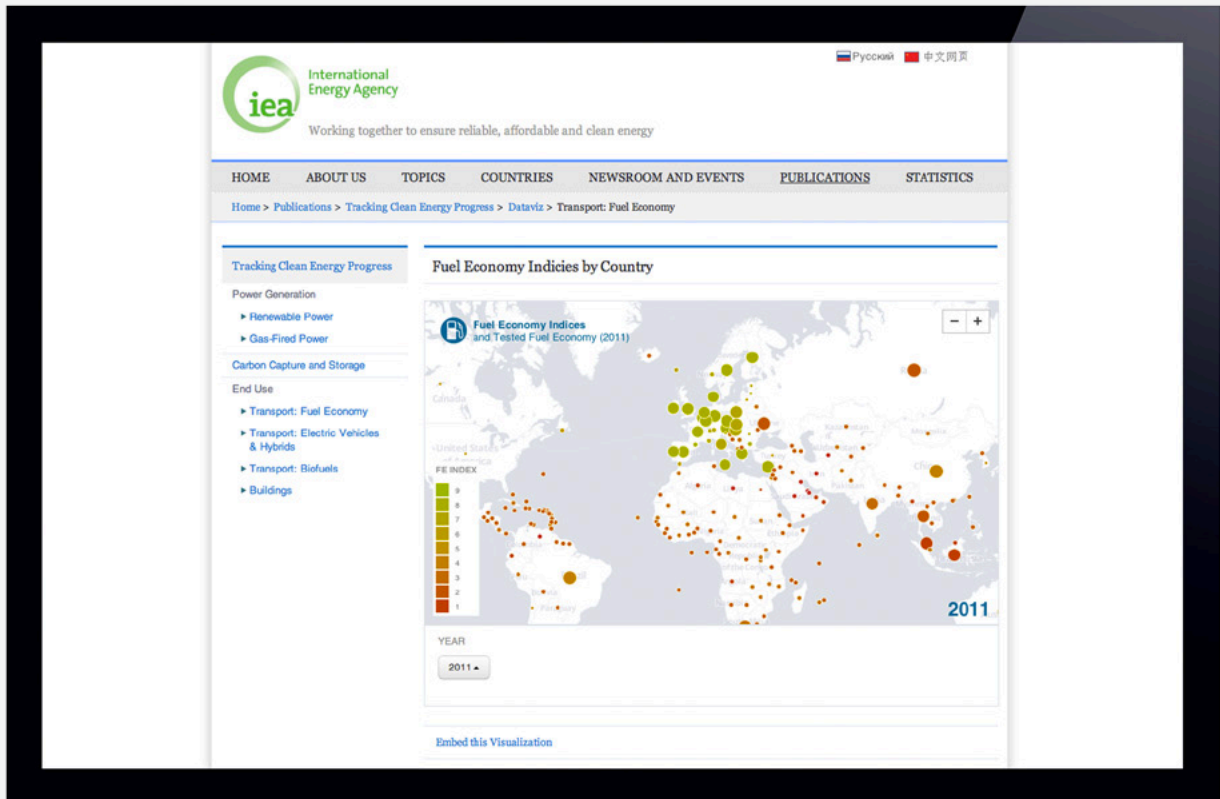 Русский 中文网页
iea
International
Energy Agency
Working together to ensure reliable, affordable and clean energy
HOME ABOUT US TOPICS COUNTRIES NEWSROOM AND EVENTS PUBLICATIONS STATISTICS
Home > Publications > Tracking Clean Energy Progress > Dataviz > Transport: Fuel Economy
Tracking Clean Energy Progress
Power Generation
Renewable Power
Gas-Fired Power
Carbon Capture and Storage
End Use
Transport: Fuel Economy
Transport: Electric Vehicles
& Hybrids
Transport: Biofuels
Buildings
Fuel Economy Indicies by Country
Fuel Economy Indices
and Tested Fuel Economy (2011)
- +
Canada
United States
of America
FE INDEX
9
8
7
6
5
4
3
2
1
2011
YEAR
2011
Embed this Visualization